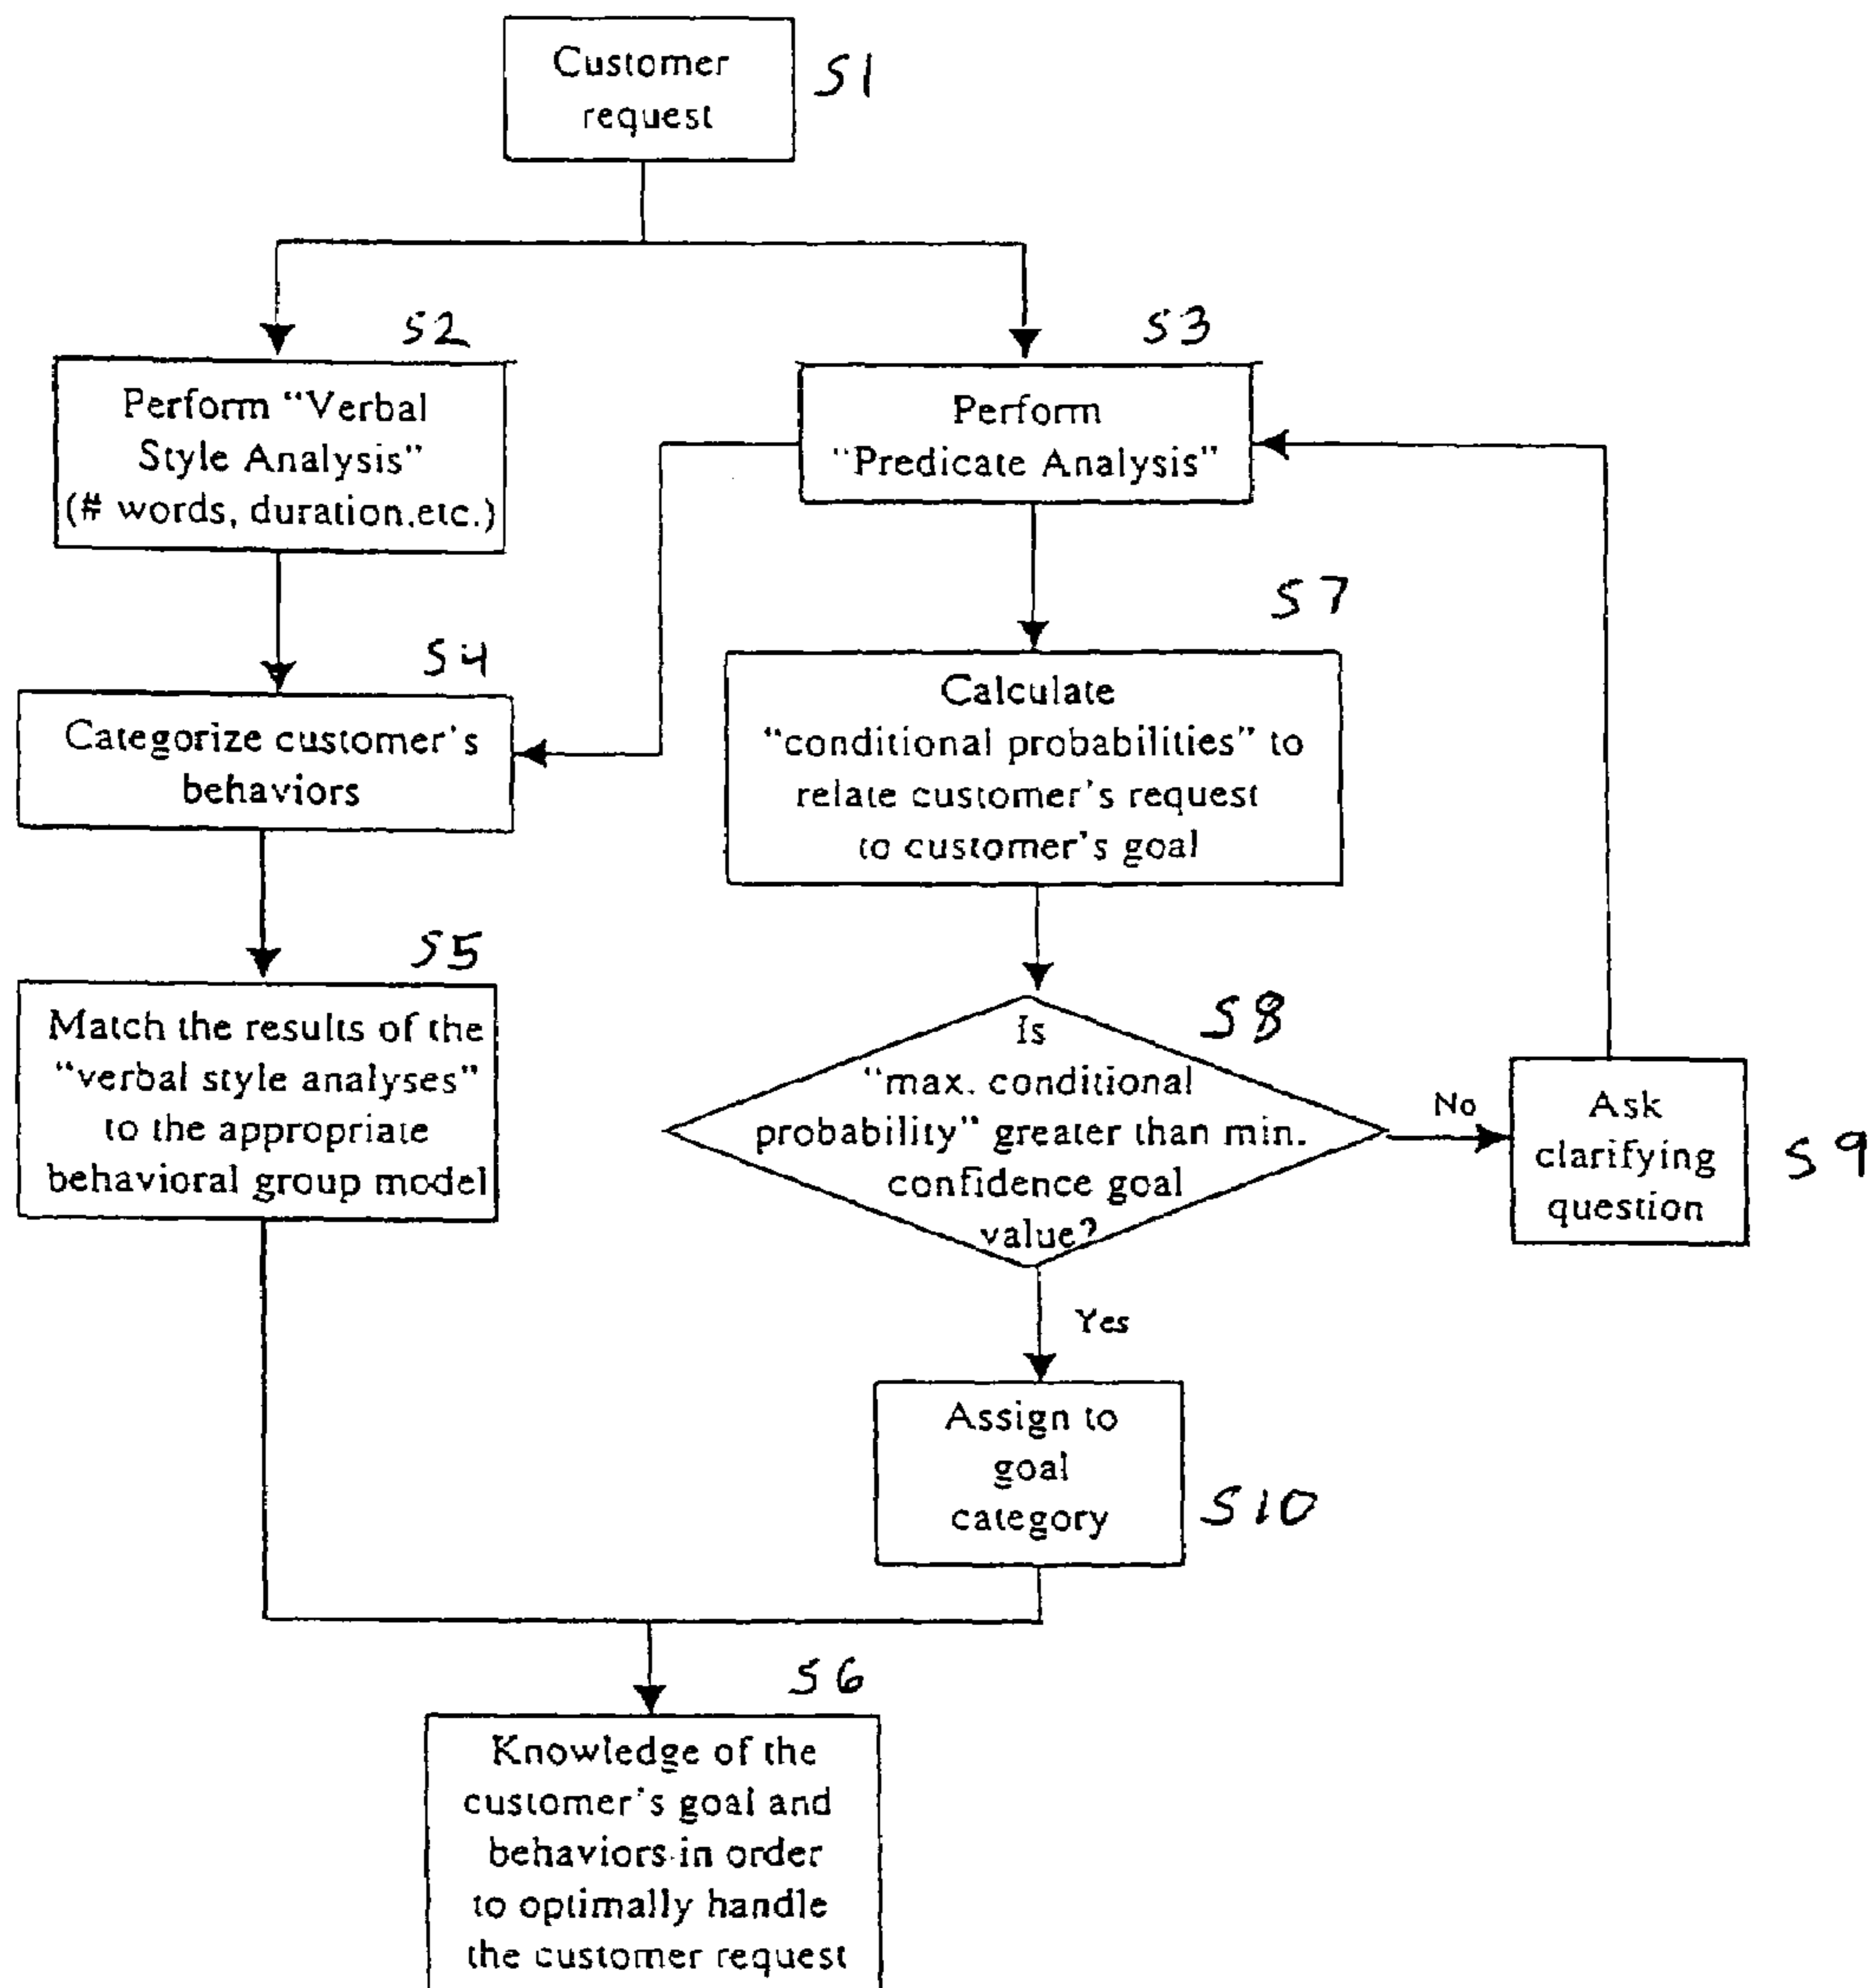 Customer
request
S1
S2
Perform “Verbal
Style Analysis”
(# words, duration.etc.)
S3
Perform
“Predicate Analysis”
S4
Categorize customer's
behaviors
S7
Calculate
“conditional probabilities” to
relate customer's request
to customer's goal
S5
Match the results of the
“verbal style analyses”
to the appropriate
behavioral group model
S8
Is
“max. conditional
probability” greater than min.
confidence goal
value?
No
Ask
clarifying
question
S9
Yes
Assign to
goal
category
S10
S6
Knowledge of the
customer's goal and
behaviors in order
to optimally handle
the customer request